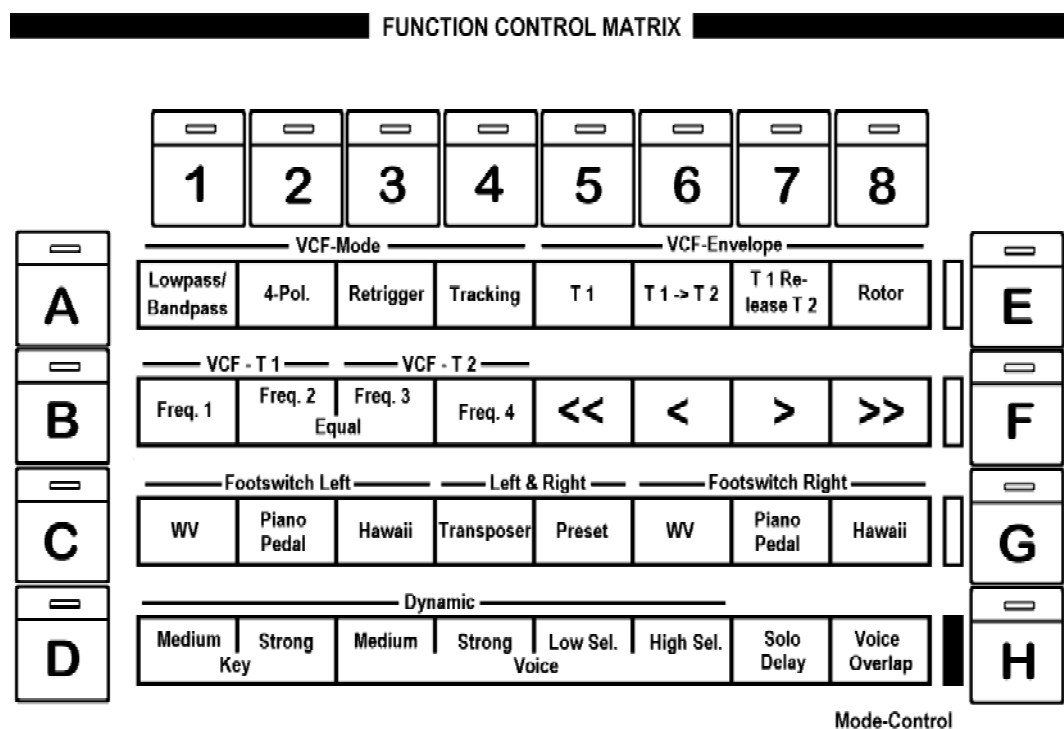 FUNCTION CONTROL MATRIX
1 2 3 4 5 6 7 8
VCF-Mode VCF-Envelope
A Lowpass/ Bandpass 4-Pol. Retrigger Tracking T 1 T 1 -> T 2 T 1 Re- lease T 2 Rotor E
VCF - T 1 VCF - T 2
B Freq. 1 Freq. 2 Freq. 3 Equal Freq. 4 << < > >> F
Footswitch Left Left & Right Footswitch Right
C WV Piano Pedal Hawaii Transposer Preset WV Piano Pedal Hawaii G
Dynamic
D Medium Strong Key Medium Strong Low Sel. High Sel. Voice Solo Delay Voice Overlap H
Mode-Control